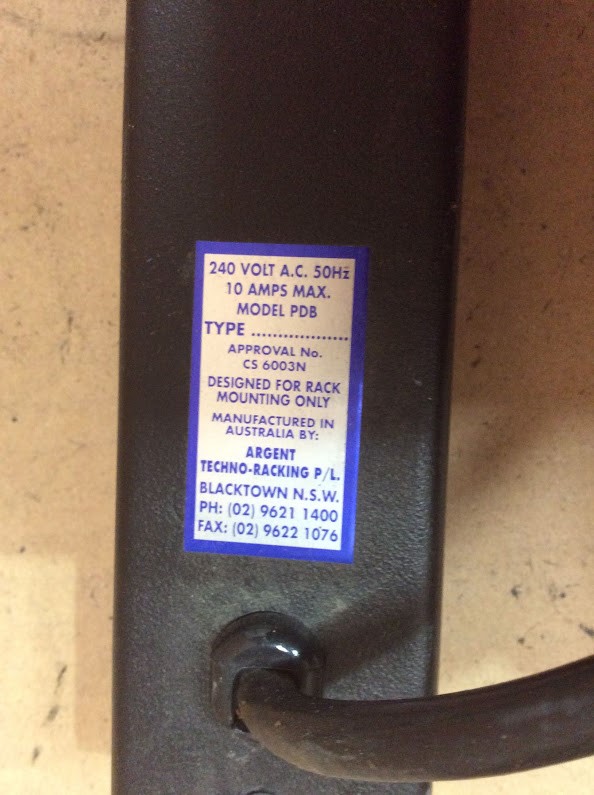 240 VOLT A.C. 50Hz
10 AMPS MAX.
MODEL PDB
TYPE ..................
APPROVAL No.
CS 6003N
DESIGNED FOR RACK
MOUNTING ONLY
MANUFACTURED IN
AUSTRALIA BY:
ARGENT
TECHNO-RACKING P/L.
BLACKTOWN N.S.W.
PH: (02) 9621 1400
FAX: (02) 9622 1076